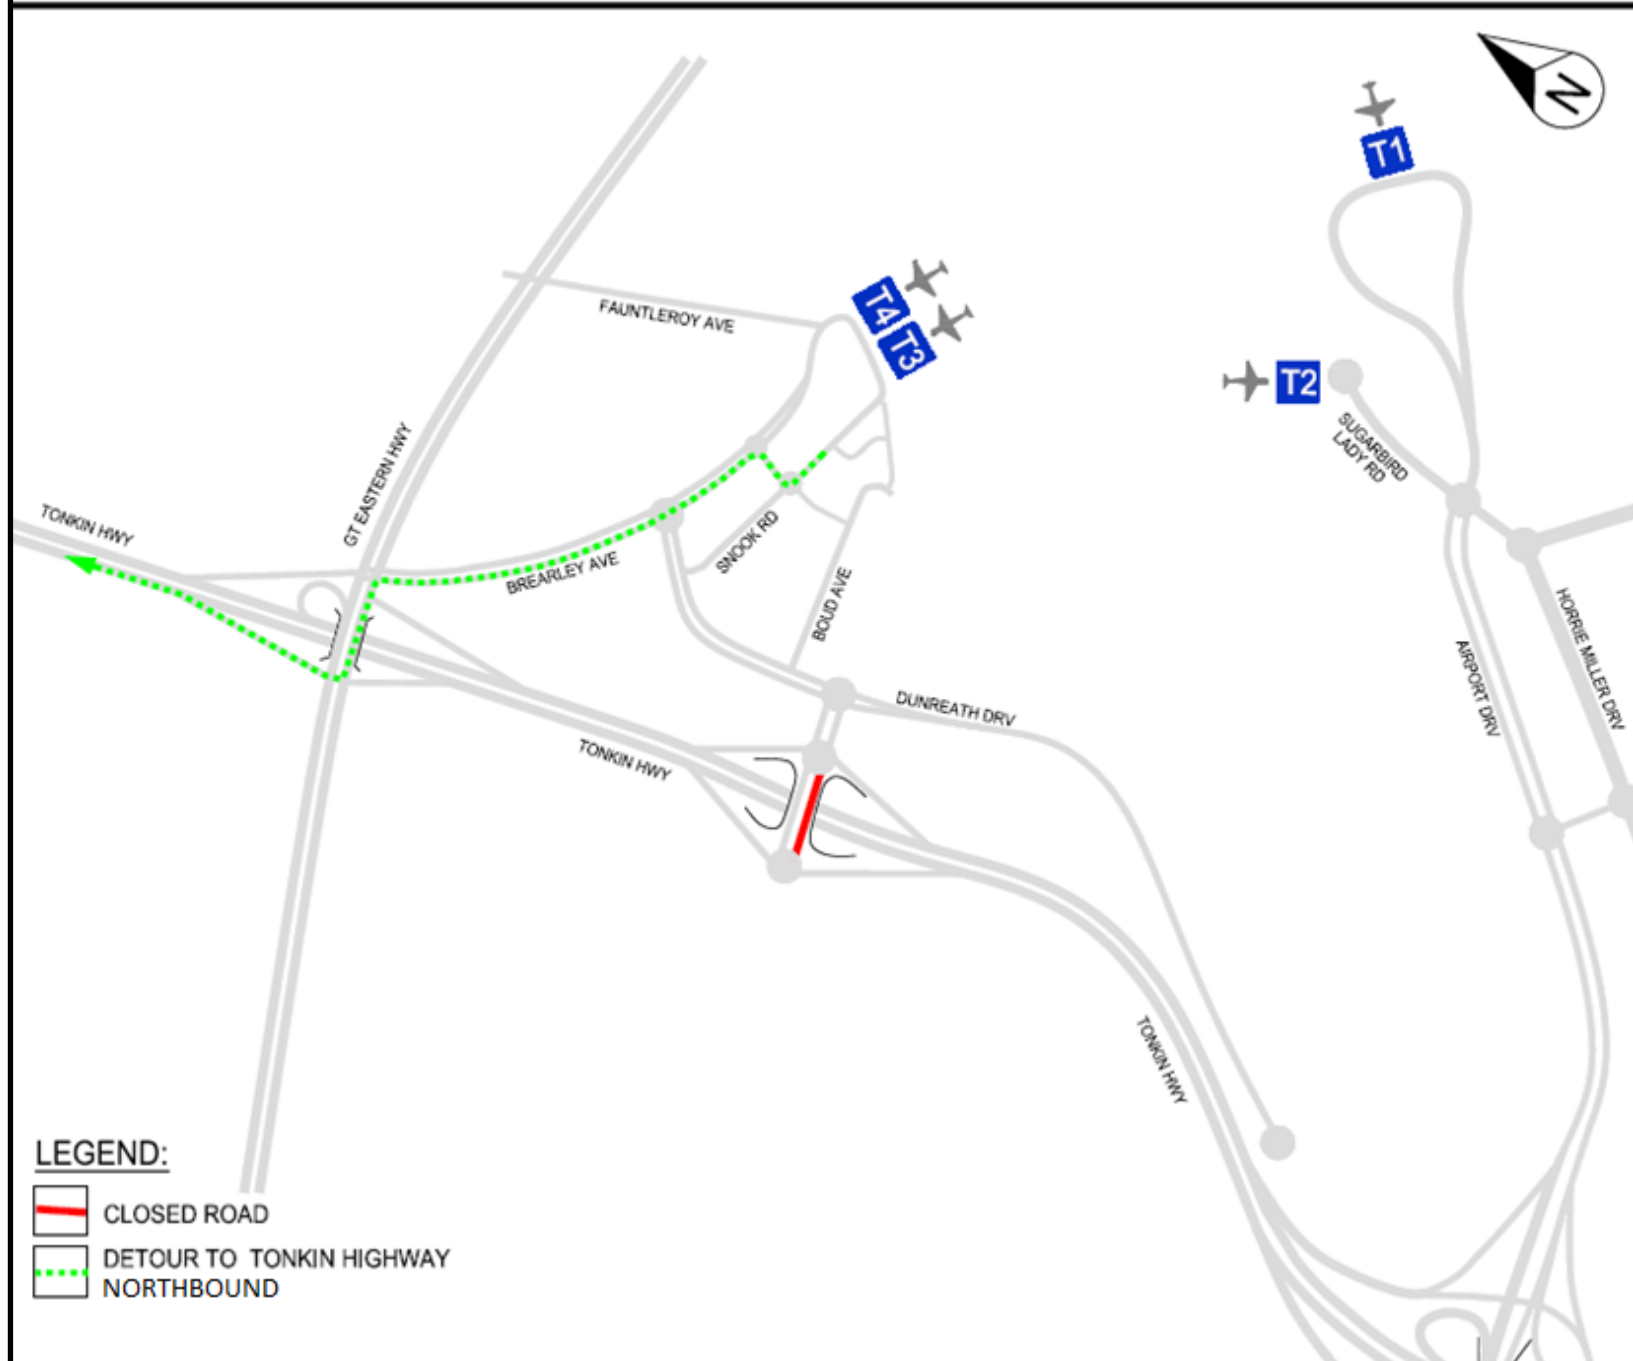 N
T1
T4
T3
FAUNTLEROY AVE
T2
SUGARBIRD
LADY RD
GT EASTERN HWY
TONKIN HWY
SNOOK RD
BREARLEY AVE
BOUD AVE
HORRIE MILLER DRV
AIRPORT DRV
DUNREATH DRV
TONKIN HWY
TONKIN HWY
LEGEND:
CLOSED ROAD
DETOUR TO TONKIN HIGHWAY
NORTHBOUND